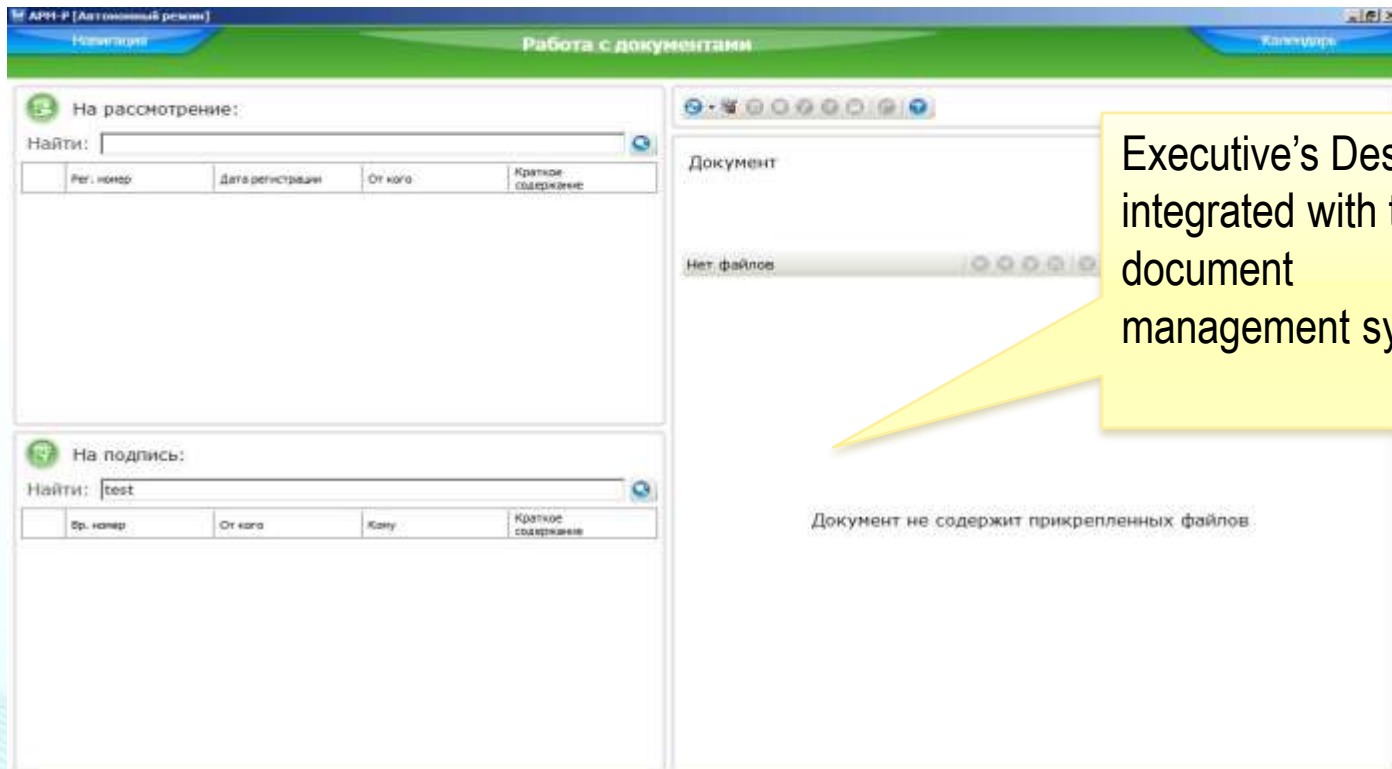 АРМ-Р [Автономный режим]
Навигация
Работа с документами
Календарь
На рассмотрение:
Найти:
Рег. номер
Дата регистрации
От кого
Краткое
содержание
На подпись:
Найти: test
Вр. номер
От кого
Кому
Краткое
содержание
Документ
Нет файлов
Документ не содержит прикрепленных файлов
Executive's
integrated with
document
management